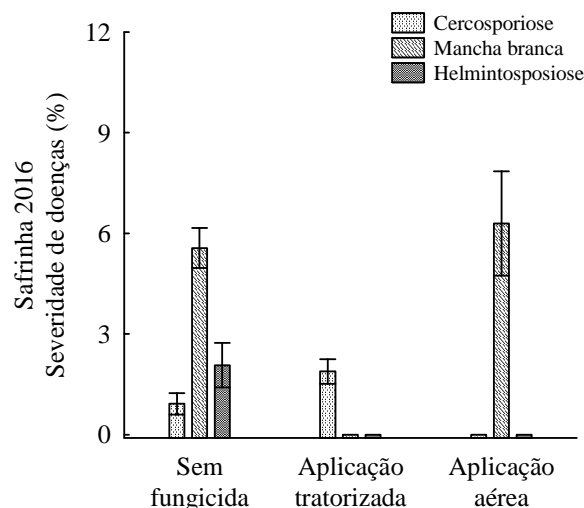 Cercosporiose
Mancha branca
Helmintosposiose
Safrinha 2016
Severidade de doenças (%)
12
9
6
3
0
Sem
fungicida
Aplicação
tratorizada
Aplicação
aérea